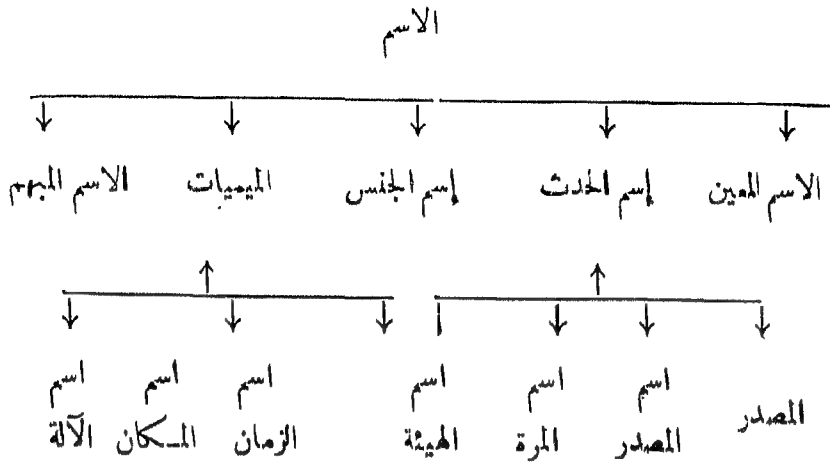 الاسم
الاسم المعين إسم الحدث إسم الجنس الميميات الاسم المبهم
المصدر اسم المصدر اسم المرة اسم الهيئة اسم الزمان اسم المكان اسم الآلة